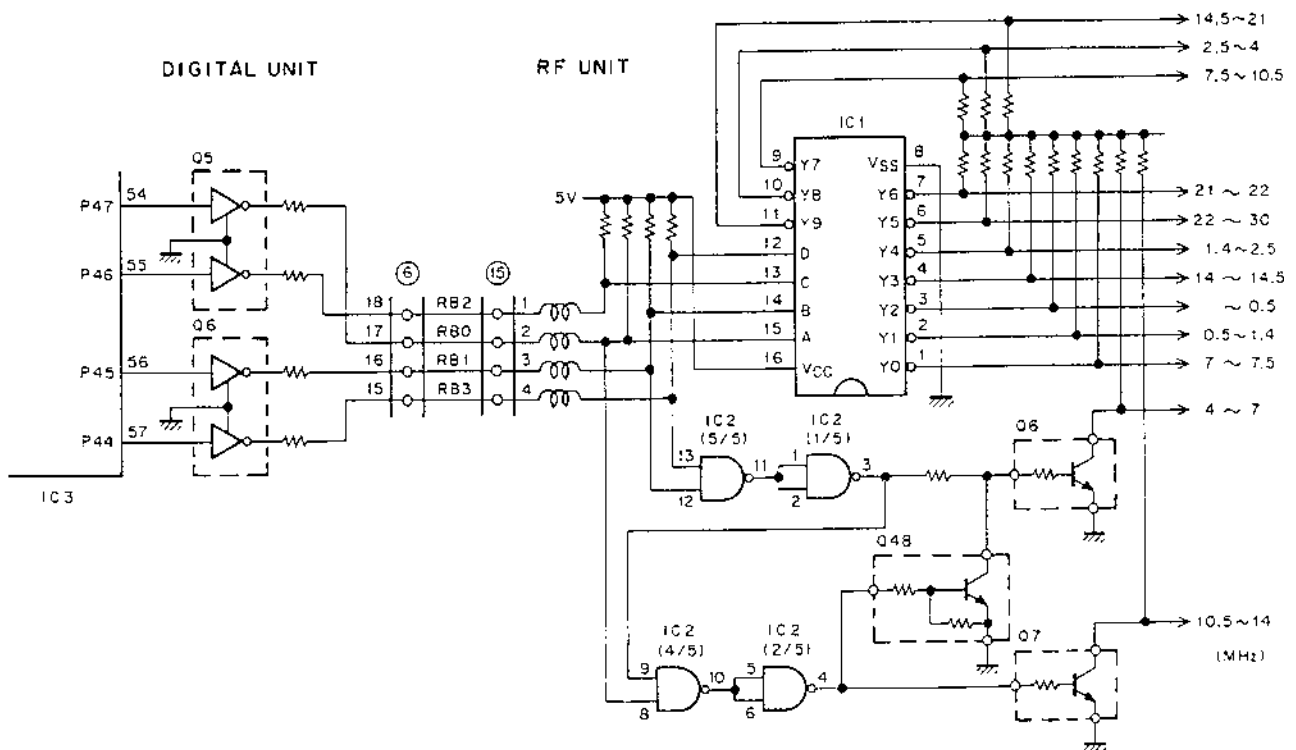 DIGITAL UNIT
RF UNIT
Q5
P47
54
P46
55
Q6
P45
56
P44
57
IC3
6
15
18
RB2
1
17
RB0
2
16
RB1
3
15
RB3
4
5V
IC1
9
Y7
10
Y8
11
Y9
12
D
13
C
14
B
15
A
16
VCC
VSS
8
Y6
7
Y5
6
Y4
5
Y3
4
Y2
3
Y1
2
Y0
1
14.5~21
2.5~4
7.5~10.5
21 ~ 22
22 ~ 30
1.4~2.5
14 ~ 14.5
~ 0.5
0.5~1.4
7 ~ 7.5
4 ~ 7
10.5~14
(MHz)
IC2
(5/5)
13
12
11
IC2
(1/5)
1
2
3
Q6
Q48
IC2
(4/5)
9
8
10
IC2
(2/5)
5
6
4
Q7